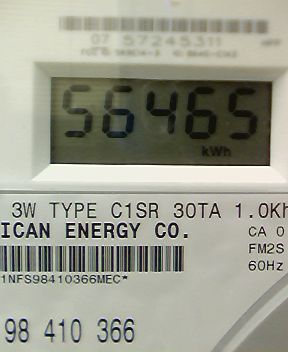 07 57245311
56465
kWh
3W TYPE C1SR 30TA 1.0Kh
ICAN ENERGY CO.
CA 0
FM2S
60Hz
1NFS98410366MEC*
98 410 366